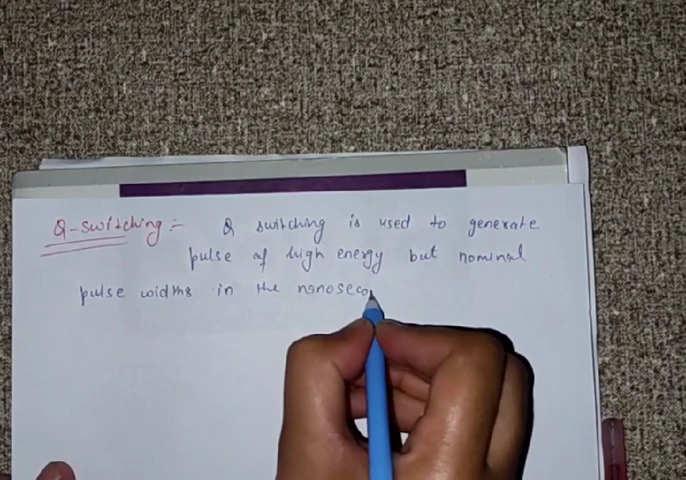 Q-switching :- Q switching is used to generate
pulse of high energy but nominal
pulse widths in the nanoseco